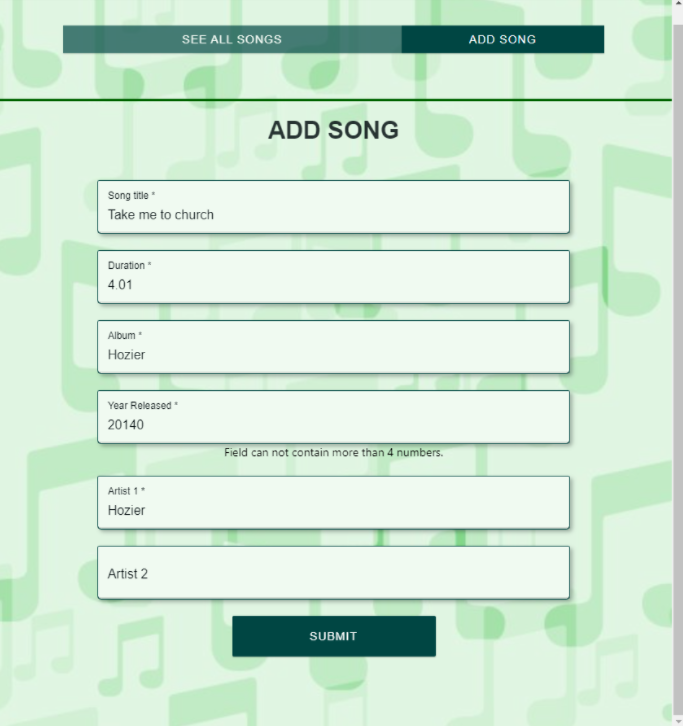 SEE ALL SONGS ADD SONG
ADD SONG
Song title *
Take me to church
Duration *
4.01
Album *
Hozier
Year Released *
20140
Field can not contain more than 4 numbers.
Artist 1 *
Hozier
Artist 2
SUBMIT